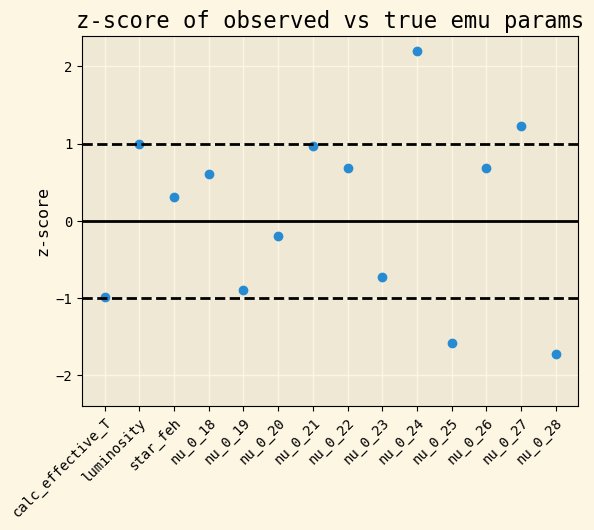 z-score of observed vs true emu params
z-score
2
1
0
−1
−2
calc_effective_T
luminosity
star_feh
nu_0_18
nu_0_19
nu_0_20
nu_0_21
nu_0_22
nu_0_23
nu_0_24
nu_0_25
nu_0_26
nu_0_27
nu_0_28